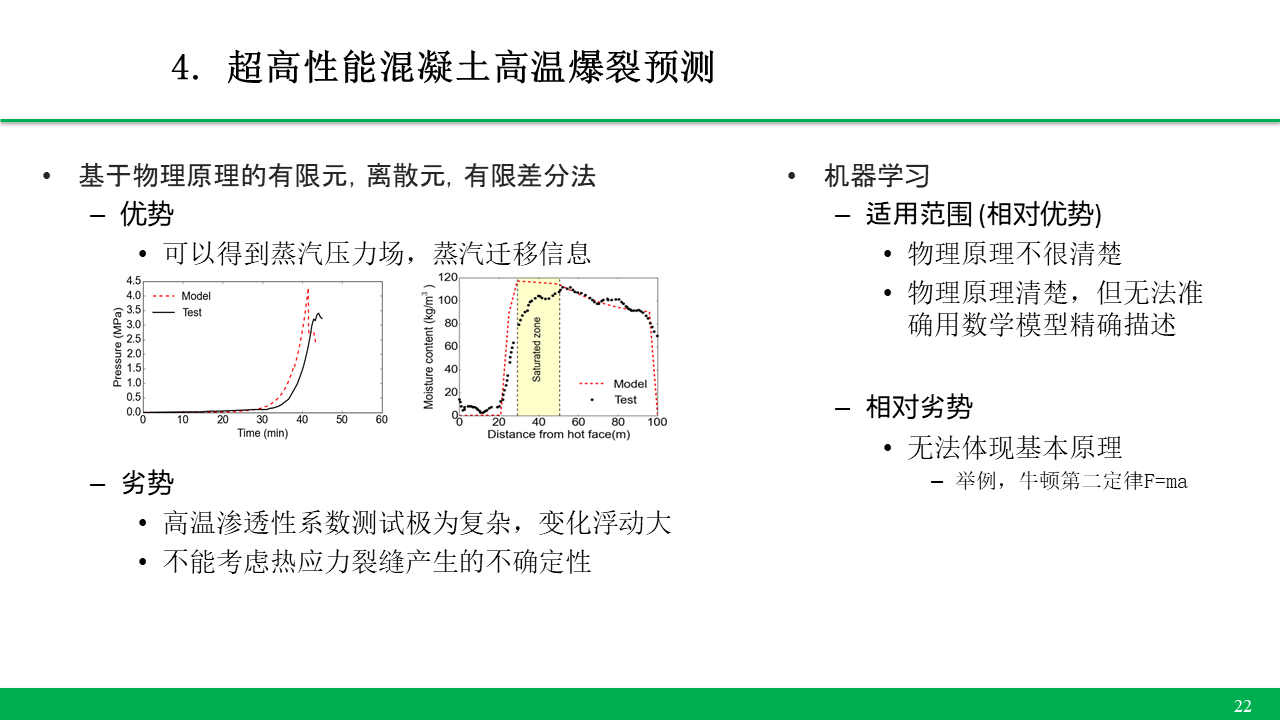 4. 超高性能混凝土高温爆裂预测
• 基于物理原理的有限元, 离散元, 有限差分法
– 优势
• 可以得到蒸汽压力场，蒸汽迁移信息
4.5
4.0
3.5
3.0
2.5
2.0
1.5
1.0
0.5
0.0
Pressure (MPa)
Model
Test
0 10 20 30 40 50 60
Time (min)
120
100
80
60
40
20
0
Moisture content (kg/m³ )
Saturated zone
Model
Test
0 20 40 60 80 100
Distance from hot face(m)
– 劣势
• 高温渗透性系数测试极为复杂，变化浮动大
• 不能考虑热应力裂缝产生的不确定性
• 机器学习
– 适用范围 (相对优势)
• 物理原理不很清楚
• 物理原理清楚，但无法准
确用数学模型精确描述
– 相对劣势
• 无法体现基本原理
– 举例，牛顿第二定律F=ma
22